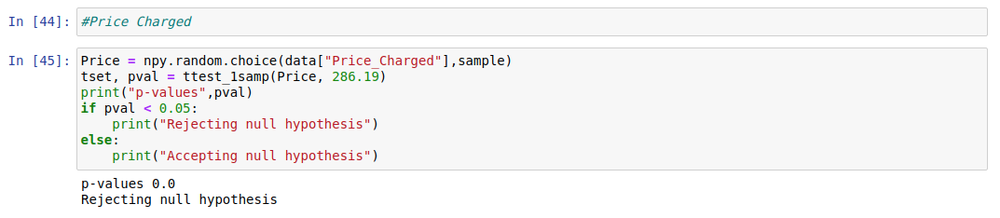 In [44]: #Price Charged
In [45]: Price = npy.random.choice(data["Price_Charged"],sample)
tset, pval = ttest_1samp(Price, 286.19)
print("p-values",pval)
if pval < 0.05:
    print("Rejecting null hypothesis")
else:
    print("Accepting null hypothesis")
p-values 0.0
Rejecting null hypothesis